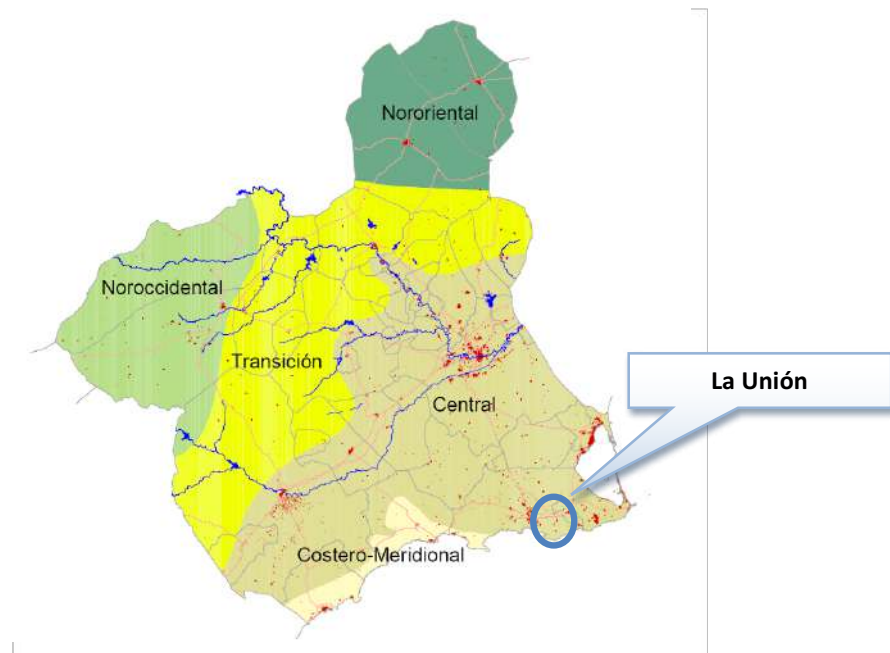 Nororiental
Noroccidental
Transición
La Unión
Central
Costero-Meridional